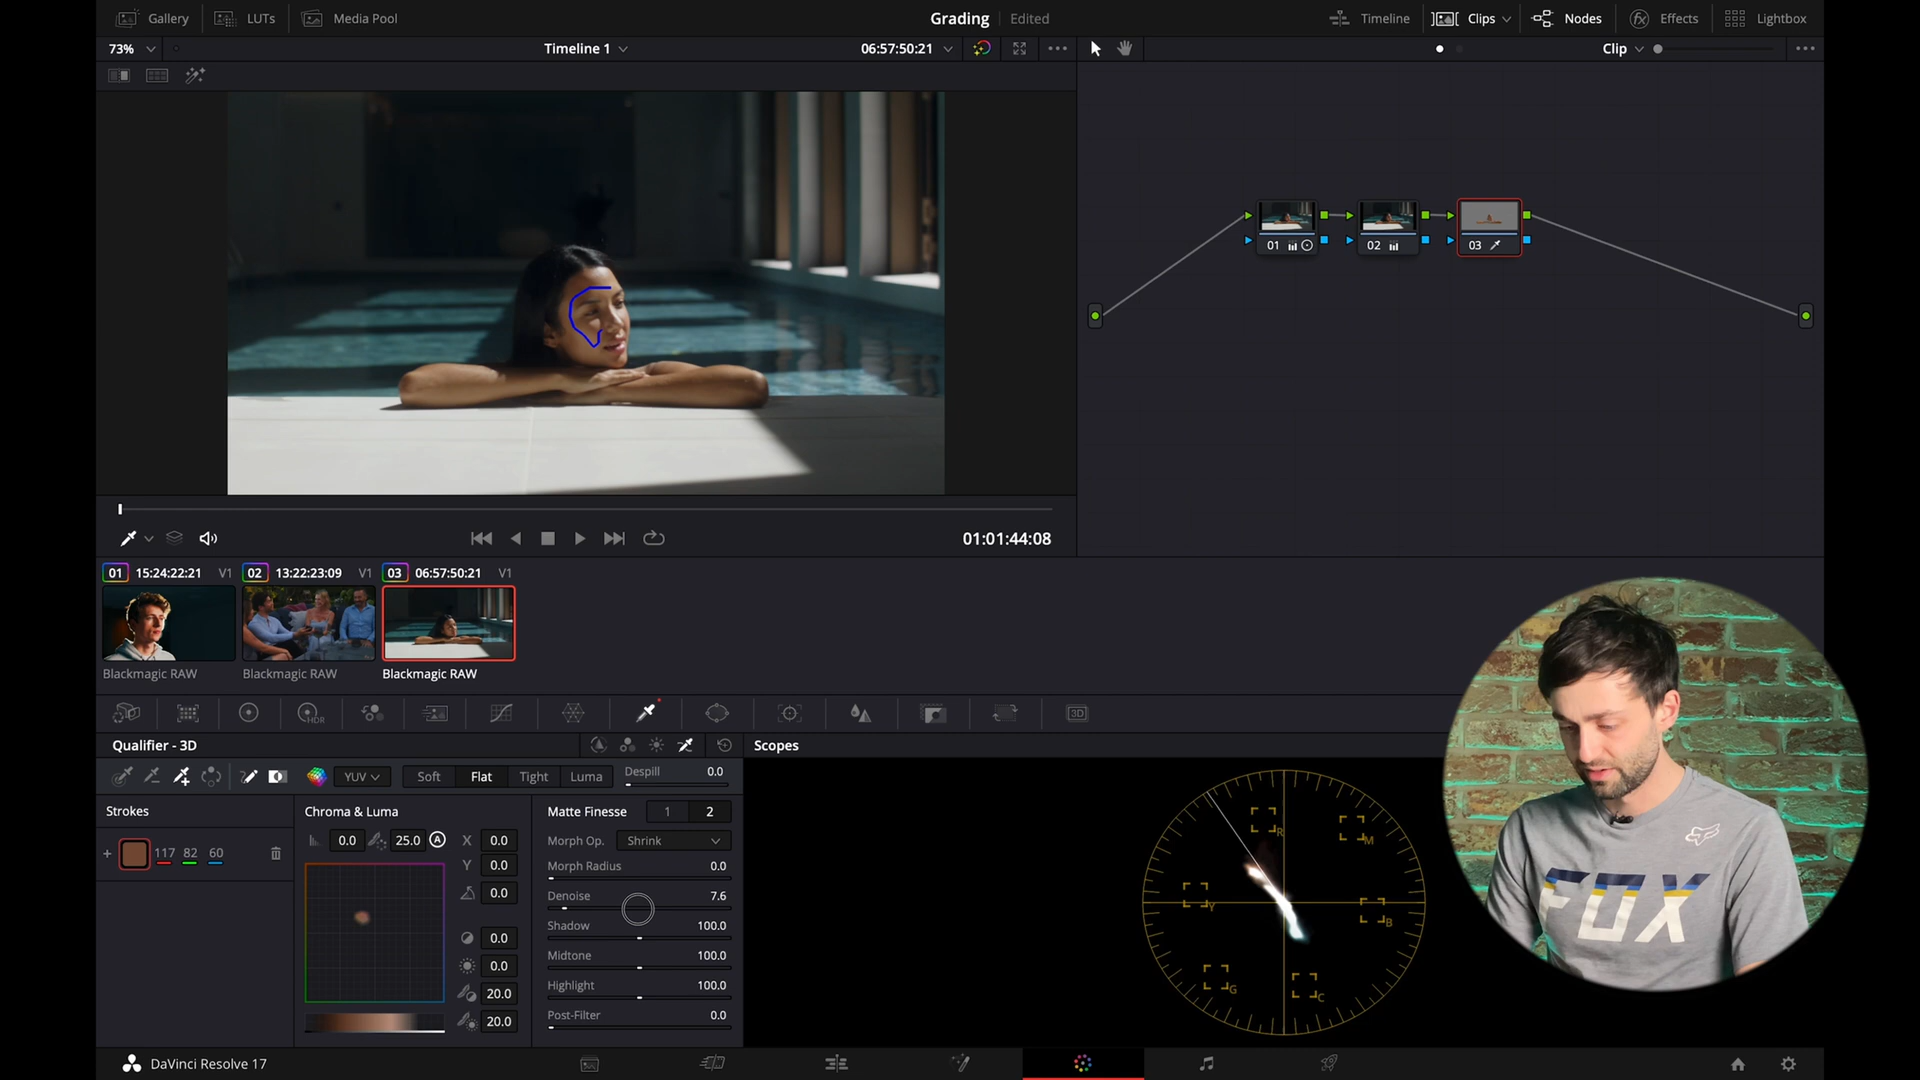 Gallery LUTs Media Pool Grading Edited Timeline Clips Nodes Effects Lightbox
73% Timeline 1 06:57:50:21 Clip
01 02 03
01:01:44:08
01 15:24:22:21 V1 02 13:22:23:09 V1 03 06:57:50:21 V1
Blackmagic RAW Blackmagic RAW Blackmagic RAW
HDR 3D
Qualifier - 3D Scopes
YUV Soft Flat Tight Luma Despill 0.0
Strokes Chroma & Luma Matte Finesse 1 2
0.0 25.0 A X 0.0 Morph Op. Shrink
117 82 60 Y 0.0 Morph Radius 0.0
0.0 Denoise 7.6
Shadow 100.0
0.0
0.0 Midtone 100.0
20.0 Highlight 100.0
20.0 Post-Filter 0.0
R M
Y B
G C
FOX
FOX
DaVinci Resolve 17